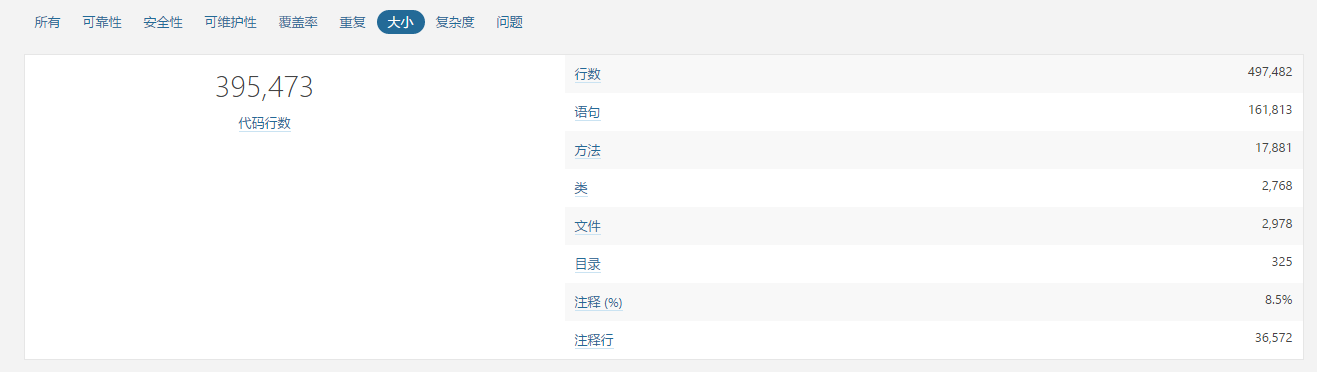 所有 可靠性 安全性 可维护性 覆盖率 重复 大小 复杂度 问题
395,473
代码行数
行数 497,482
语句 161,813
方法 17,881
类 2,768
文件 2,978
目录 325
注释 (%) 8.5%
注释行 36,572